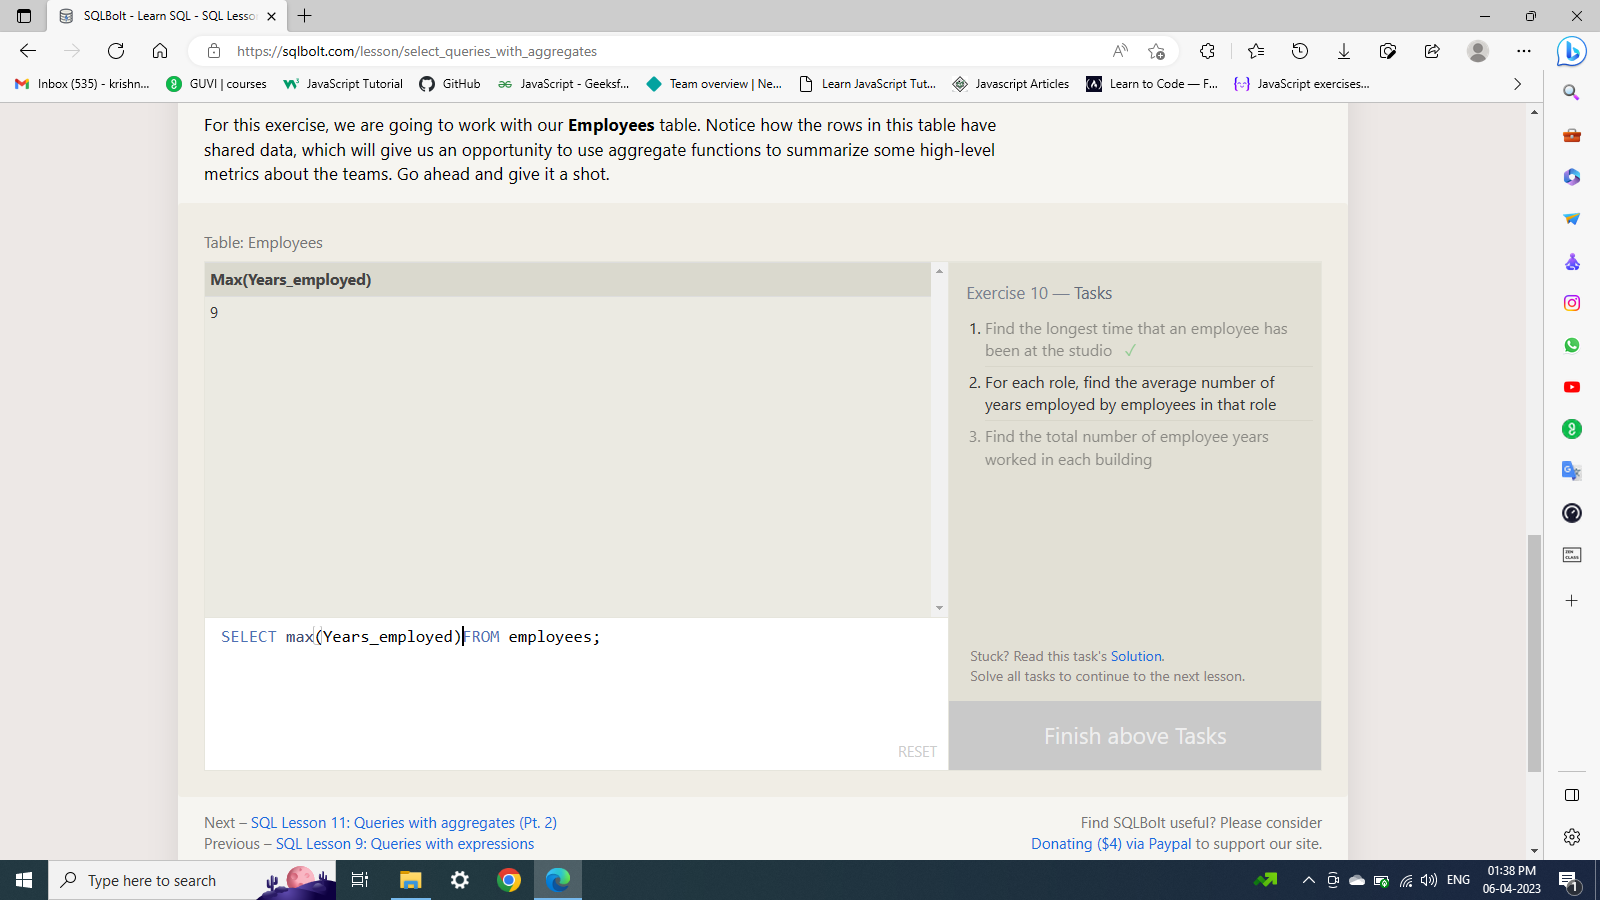 SQLBolt - Learn SQL - SQL Lesso
https://sqlbolt.com/lesson/select_queries_with_aggregates
Inbox (535) - krishn...
GUVI | courses
JavaScript Tutorial
GitHub
JavaScript - Geeksf...
Team overview | Ne...
Learn JavaScript Tut...
Javascript Articles
Learn to Code — F...
JavaScript exercises...
For this exercise, we are going to work with our Employees table. Notice how the rows in this table have
shared data, which will give us an opportunity to use aggregate functions to summarize some high-level
metrics about the teams. Go ahead and give it a shot.
Table: Employees
Max(Years_employed)
9
Exercise 10 — Tasks
1. Find the longest time that an employee has
been at the studio ✓
2. For each role, find the average number of
years employed by employees in that role
3. Find the total number of employee years
worked in each building
Stuck? Read this task's Solution.
Solve all tasks to continue to the next lesson.
Finish above Tasks
SELECT max(Years_employed)FROM employees;
RESET
Next – SQL Lesson 11: Queries with aggregates (Pt. 2)
Previous – SQL Lesson 9: Queries with expressions
Find SQLBolt useful? Please consider
Donating ($4) via Paypal to support our site.
Type here to search
ENG
01:38 PM
06-04-2023
1